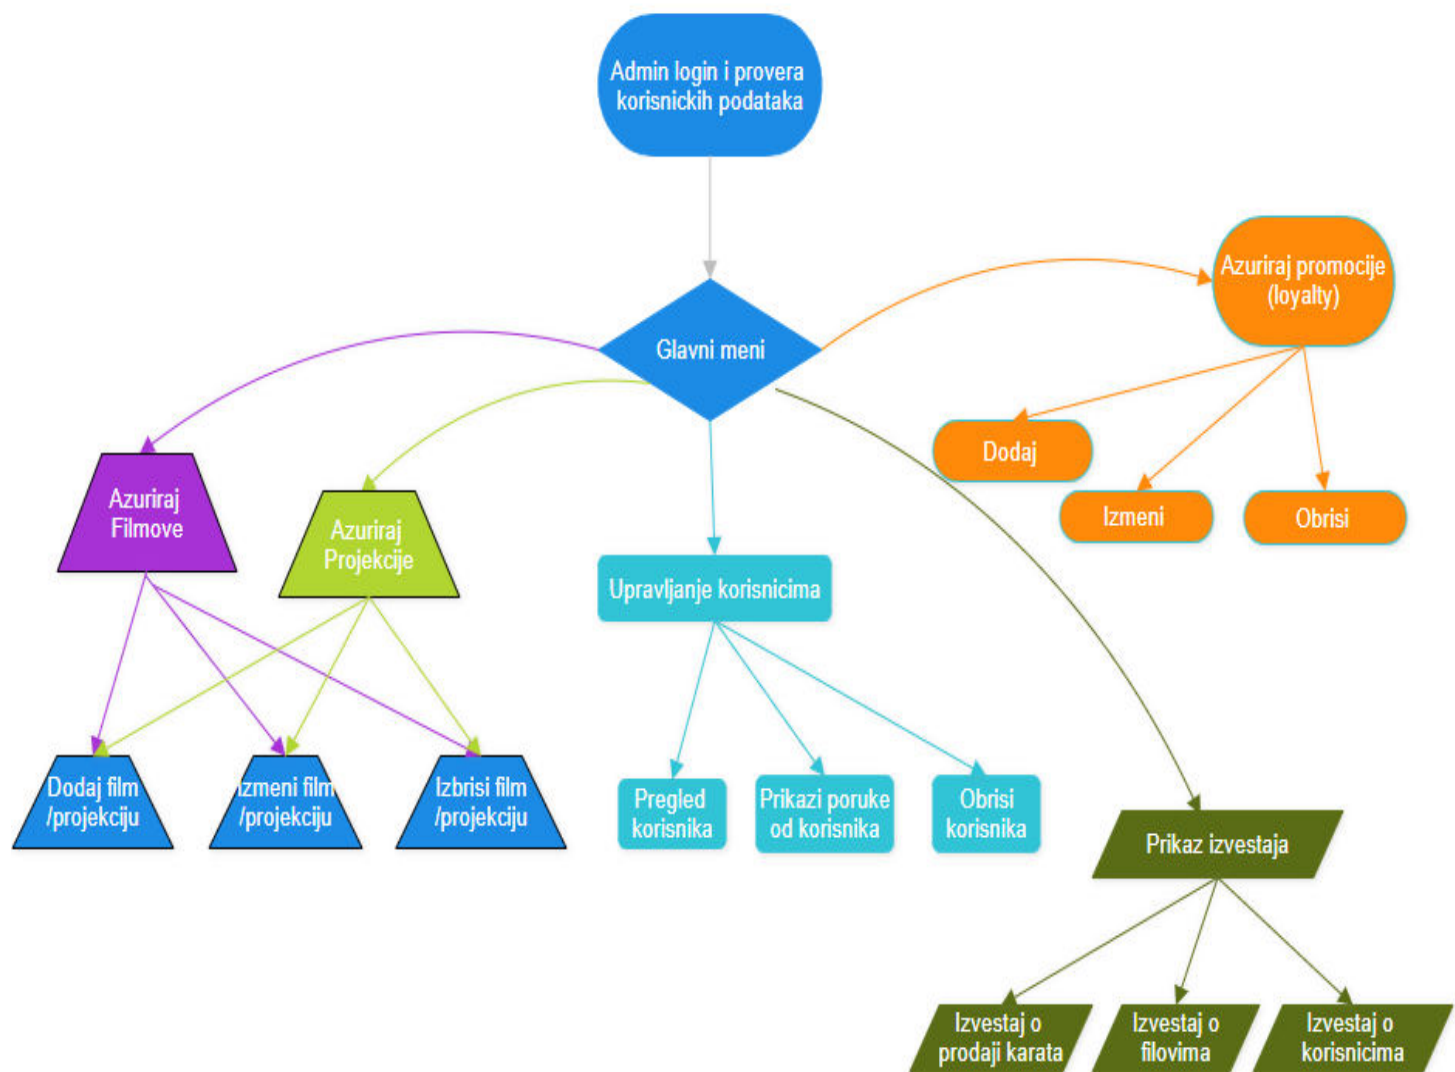 Admin login i provera
korisnickih podataka
Azuriraj promocije
(loyalty)
Glavni meni
Dodaj
Izmeni
Obrisi
Azuriraj
Filmove
Azuriraj
Projekcije
Upravljanje korisnicima
Dodaj film
/projekciju
Izmeni film
/projekciju
Izbrisi film
/projekciju
Pregled
korisnika
Prikazi poruke
od korisnika
Obrisi
korisnika
Prikaz izvestaja
Izvestaj o
prodaji karata
Izvestaj o
filovima
Izvestaj o
korisnicima